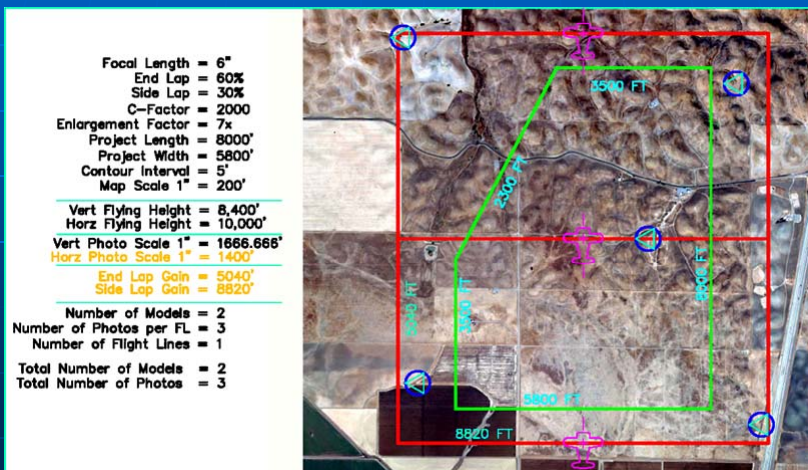 Focal Length = 6"
End Lap = 60%
Side Lap = 30%
C-Factor = 2000
Enlargement Factor = 7x
Project Length = 8000'
Project Width = 5800'
Contour Interval = 5'
Map Scale 1" = 200'
Vert Flying Height = 8,400'
Horz Flying Height = 10,000'
Vert Photo Scale 1" = 1666.666'
Horz Photo Scale 1" = 1400'
End Lap Gain = 5040'
Side Lap Gain = 8820'
Number of Models = 2
Number of Photos per FL = 3
Number of Flight Lines = 1
Total Number of Models = 2
Total Number of Photos = 3
3500 FT
2300 FT
5040 FT
5800 FT
8820 FT